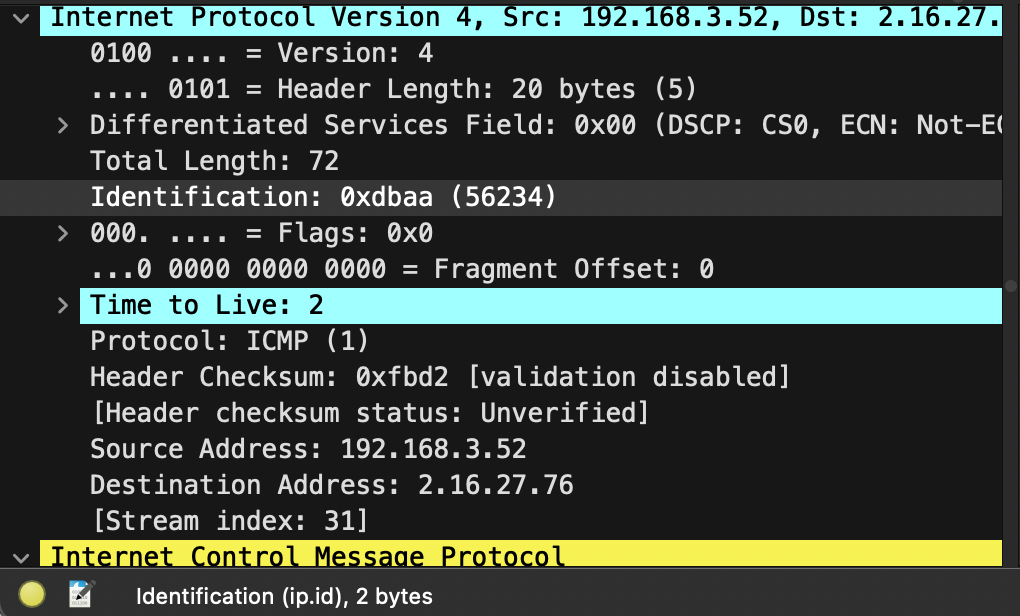 Internet Protocol Version 4, Src: 192.168.3.52, Dst: 2.16.27.
0100 .... = Version: 4
.... 0101 = Header Length: 20 bytes (5)
Differentiated Services Field: 0x00 (DSCP: CS0, ECN: Not-EC
Total Length: 72
Identification: 0xdbaa (56234)
000. .... = Flags: 0x0
...0 0000 0000 0000 = Fragment Offset: 0
Time to Live: 2
Protocol: ICMP (1)
Header Checksum: 0xfbd2 [validation disabled]
[Header checksum status: Unverified]
Source Address: 192.168.3.52
Destination Address: 2.16.27.76
[Stream index: 31]
Internet Control Message Protocol
Identification (ip.id), 2 bytes